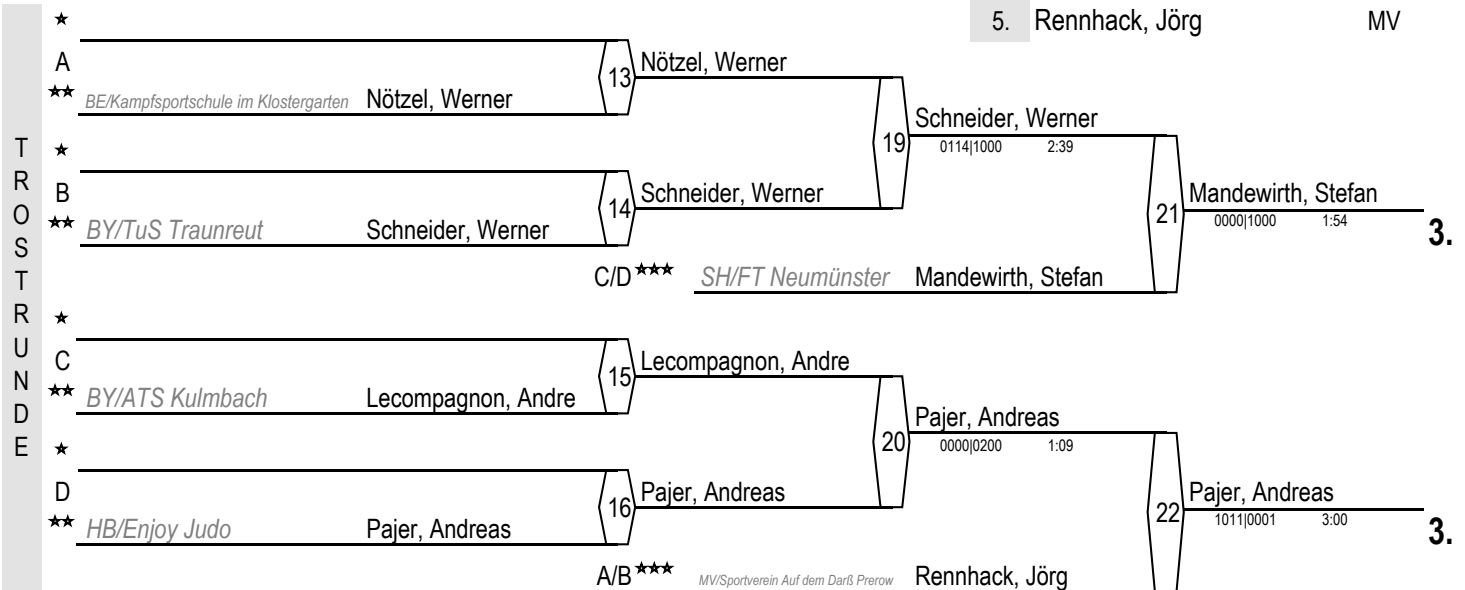 ★ 5. Rennhack, Jörg MV
A 13 Nötzel, Werner
★★ BE/Kampfsportschule im Klostergarten Nötzel, Werner
19 Schneider, Werner
0114|1000 2:39
TROSTRUNDE
★
B 14 Schneider, Werner
★★ BY/TuS Traunreut Schneider, Werner
21 Mandewirth, Stefan
0000|1000 1:54
3.
C/D ★★★ SH/FT Neumünster Mandewirth, Stefan
★
C 15 Lecompagnon, Andre
★★ BY/ATS Kulmbach Lecompagnon, Andre
20 Pajer, Andreas
0000|0200 1:09
★
D 16 Pajer, Andreas
★★ HB/Enjoy Judo Pajer, Andreas
22 Pajer, Andreas
1011|0001 3:00
3.
A/B ★★★ MV/Sportverein Auf dem Darß Prerow Rennhack, Jörg